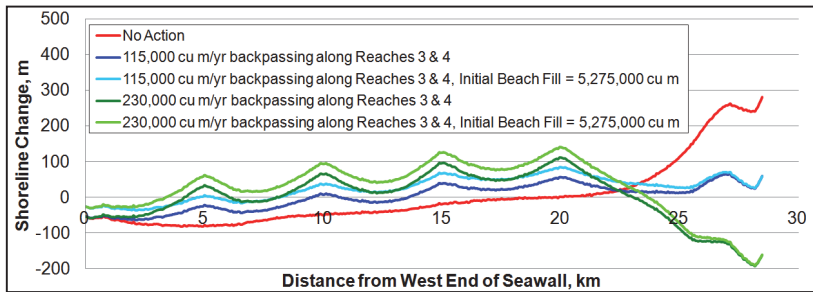 500
400
300
200
100
0
-100
-200
Shoreline Change, m
No Action
115,000 cu m/yr backpassing along Reaches 3 & 4
115,000 cu m/yr backpassing along Reaches 3 & 4, Initial Beach Fill = 5,275,000 cu m
230,000 cu m/yr backpassing along Reaches 3 & 4
230,000 cu m/yr backpassing along Reaches 3 & 4, Initial Beach Fill = 5,275,000 cu m
0 5 10 15 20 25 30
Distance from West End of Seawall, km